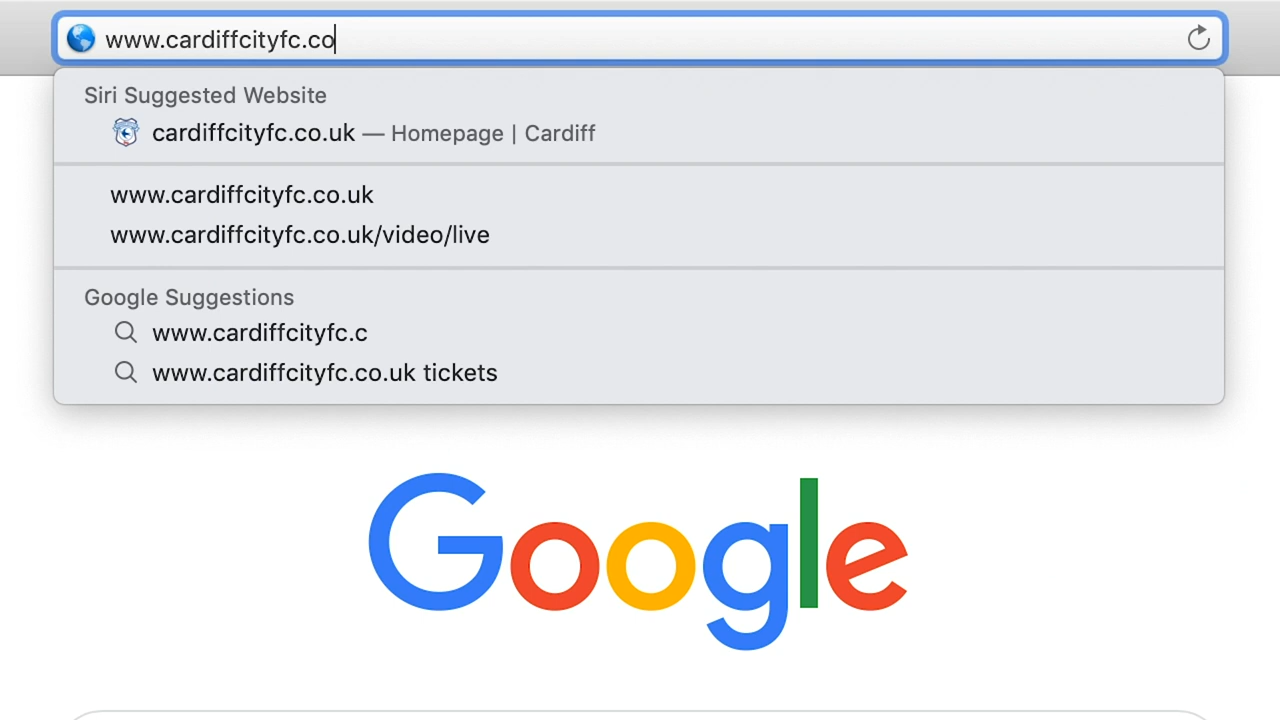 www.cardiffcityfc.co
Siri Suggested Website
cardiffcityfc.co.uk — Homepage | Cardiff
www.cardiffcityfc.co.uk
www.cardiffcityfc.co.uk/video/live
Google Suggestions
www.cardiffcityfc.c
www.cardiffcityfc.co.uk tickets
Google